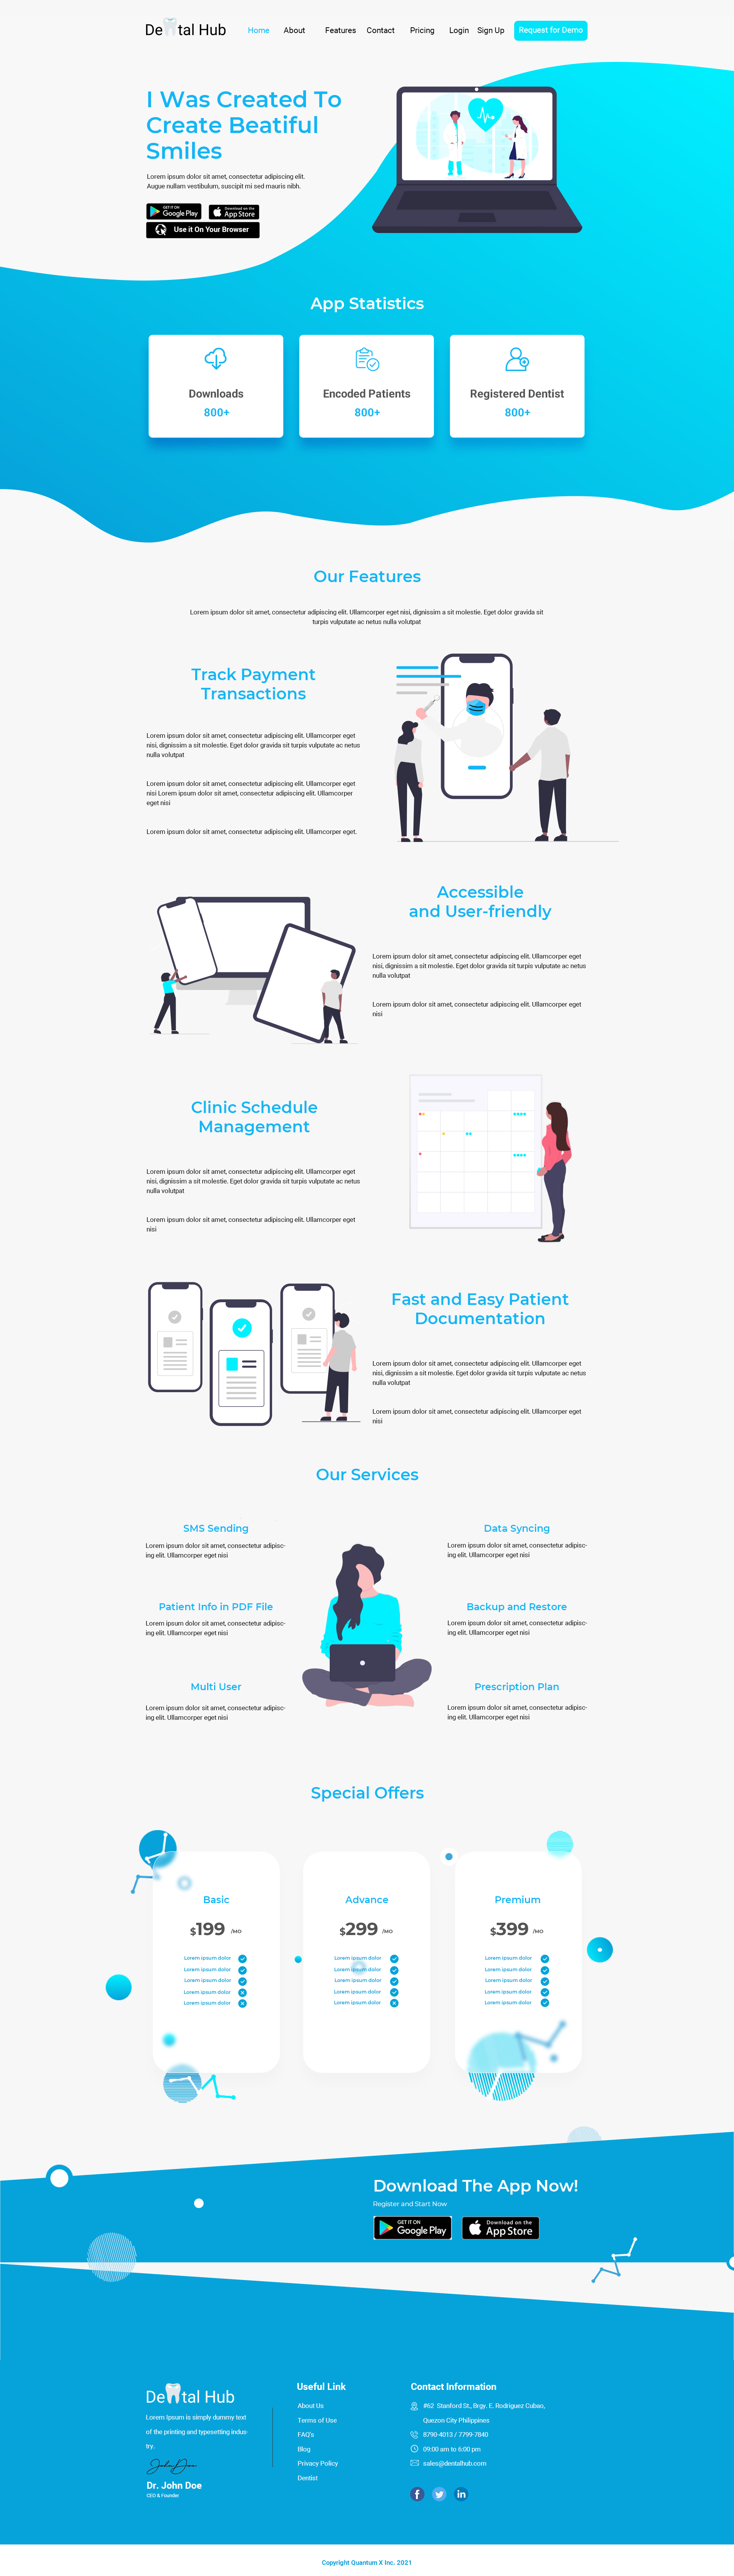 Dental Hub
Home About Features Contact Pricing Login Sign Up Request for Demo
I Was Created To
Create Beatiful
Smiles
Lorem ipsum dolor sit amet, consectetur adipiscing elit.
Augue nullam vestibulum, suscipit mi sed mauris nibh.
GET IT ON
Google Play
Download on the
App Store
Use it On Your Browser
App Statistics
Downloads
800+
Encoded Patients
800+
Registered Dentist
800+
Our Features
Lorem ipsum dolor sit amet, consectetur adipiscing elit. Ullamcorper eget nisi, dignissim a sit molestie. Eget dolor gravida sit
turpis vulputate ac netus nulla volutpat
Track Payment
Transactions
Lorem ipsum dolor sit amet, consectetur adipiscing elit. Ullamcorper eget
nisi, dignissim a sit molestie. Eget dolor gravida sit turpis vulputate ac netus
nulla volutpat
Lorem ipsum dolor sit amet, consectetur adipiscing elit. Ullamcorper eget
nisi Lorem ipsum dolor sit amet, consectetur adipiscing elit. Ullamcorper
eget nisi
Lorem ipsum dolor sit amet, consectetur adipiscing elit. Ullamcorper eget.
Accessible
and User-friendly
Lorem ipsum dolor sit amet, consectetur adipiscing elit. Ullamcorper eget
nisi, dignissim a sit molestie. Eget dolor gravida sit turpis vulputate ac netus
nulla volutpat
Lorem ipsum dolor sit amet, consectetur adipiscing elit. Ullamcorper eget
nisi
Clinic Schedule
Management
Lorem ipsum dolor sit amet, consectetur adipiscing elit. Ullamcorper eget
nisi, dignissim a sit molestie. Eget dolor gravida sit turpis vulputate ac netus
nulla volutpat
Lorem ipsum dolor sit amet, consectetur adipiscing elit. Ullamcorper eget
nisi
Fast and Easy Patient
Documentation
Lorem ipsum dolor sit amet, consectetur adipiscing elit. Ullamcorper eget
nisi, dignissim a sit molestie. Eget dolor gravida sit turpis vulputate ac netus
nulla volutpat
Lorem ipsum dolor sit amet, consectetur adipiscing elit. Ullamcorper eget
nisi
Our Services
SMS Sending
Lorem ipsum dolor sit amet, consectetur adipisc-
ing elit. Ullamcorper eget nisi
Patient Info in PDF File
Lorem ipsum dolor sit amet, consectetur adipisc-
ing elit. Ullamcorper eget nisi
Multi User
Lorem ipsum dolor sit amet, consectetur adipisc-
ing elit. Ullamcorper eget nisi
Data Syncing
Lorem ipsum dolor sit amet, consectetur adipisc-
ing elit. Ullamcorper eget nisi
Backup and Restore
Lorem ipsum dolor sit amet, consectetur adipisc-
ing elit. Ullamcorper eget nisi
Prescription Plan
Lorem ipsum dolor sit amet, consectetur adipisc-
ing elit. Ullamcorper eget nisi
Special Offers
Basic
$199 /MO
Lorem ipsum dolor
Lorem ipsum dolor
Lorem ipsum dolor
Lorem ipsum dolor
Lorem ipsum dolor
Advance
$299 /MO
Lorem ipsum dolor
Lorem ipsum dolor
Lorem ipsum dolor
Lorem ipsum dolor
Lorem ipsum dolor
Premium
$399 /MO
Lorem ipsum dolor
Lorem ipsum dolor
Lorem ipsum dolor
Lorem ipsum dolor
Lorem ipsum dolor
Download The App Now!
Register and Start Now
GET IT ON
Google Play
Download on the
App Store
Dental Hub
Lorem Ipsum is simply dummy text
of the printing and typesetting indus-
try.
Dr. John Doe
CEO & Founder
Useful Link
About Us
Terms of Use
FAQ's
Blog
Privacy Policy
Dentist
Contact Information
#62 Stanford St., Brgy. E. Rodriguez Cubao,
Quezon City Philippines
8790-4013 / 7799-7840
09:00 am to 6:00 pm
sales@dentalhub.com
Copyright Quantum X Inc. 2021